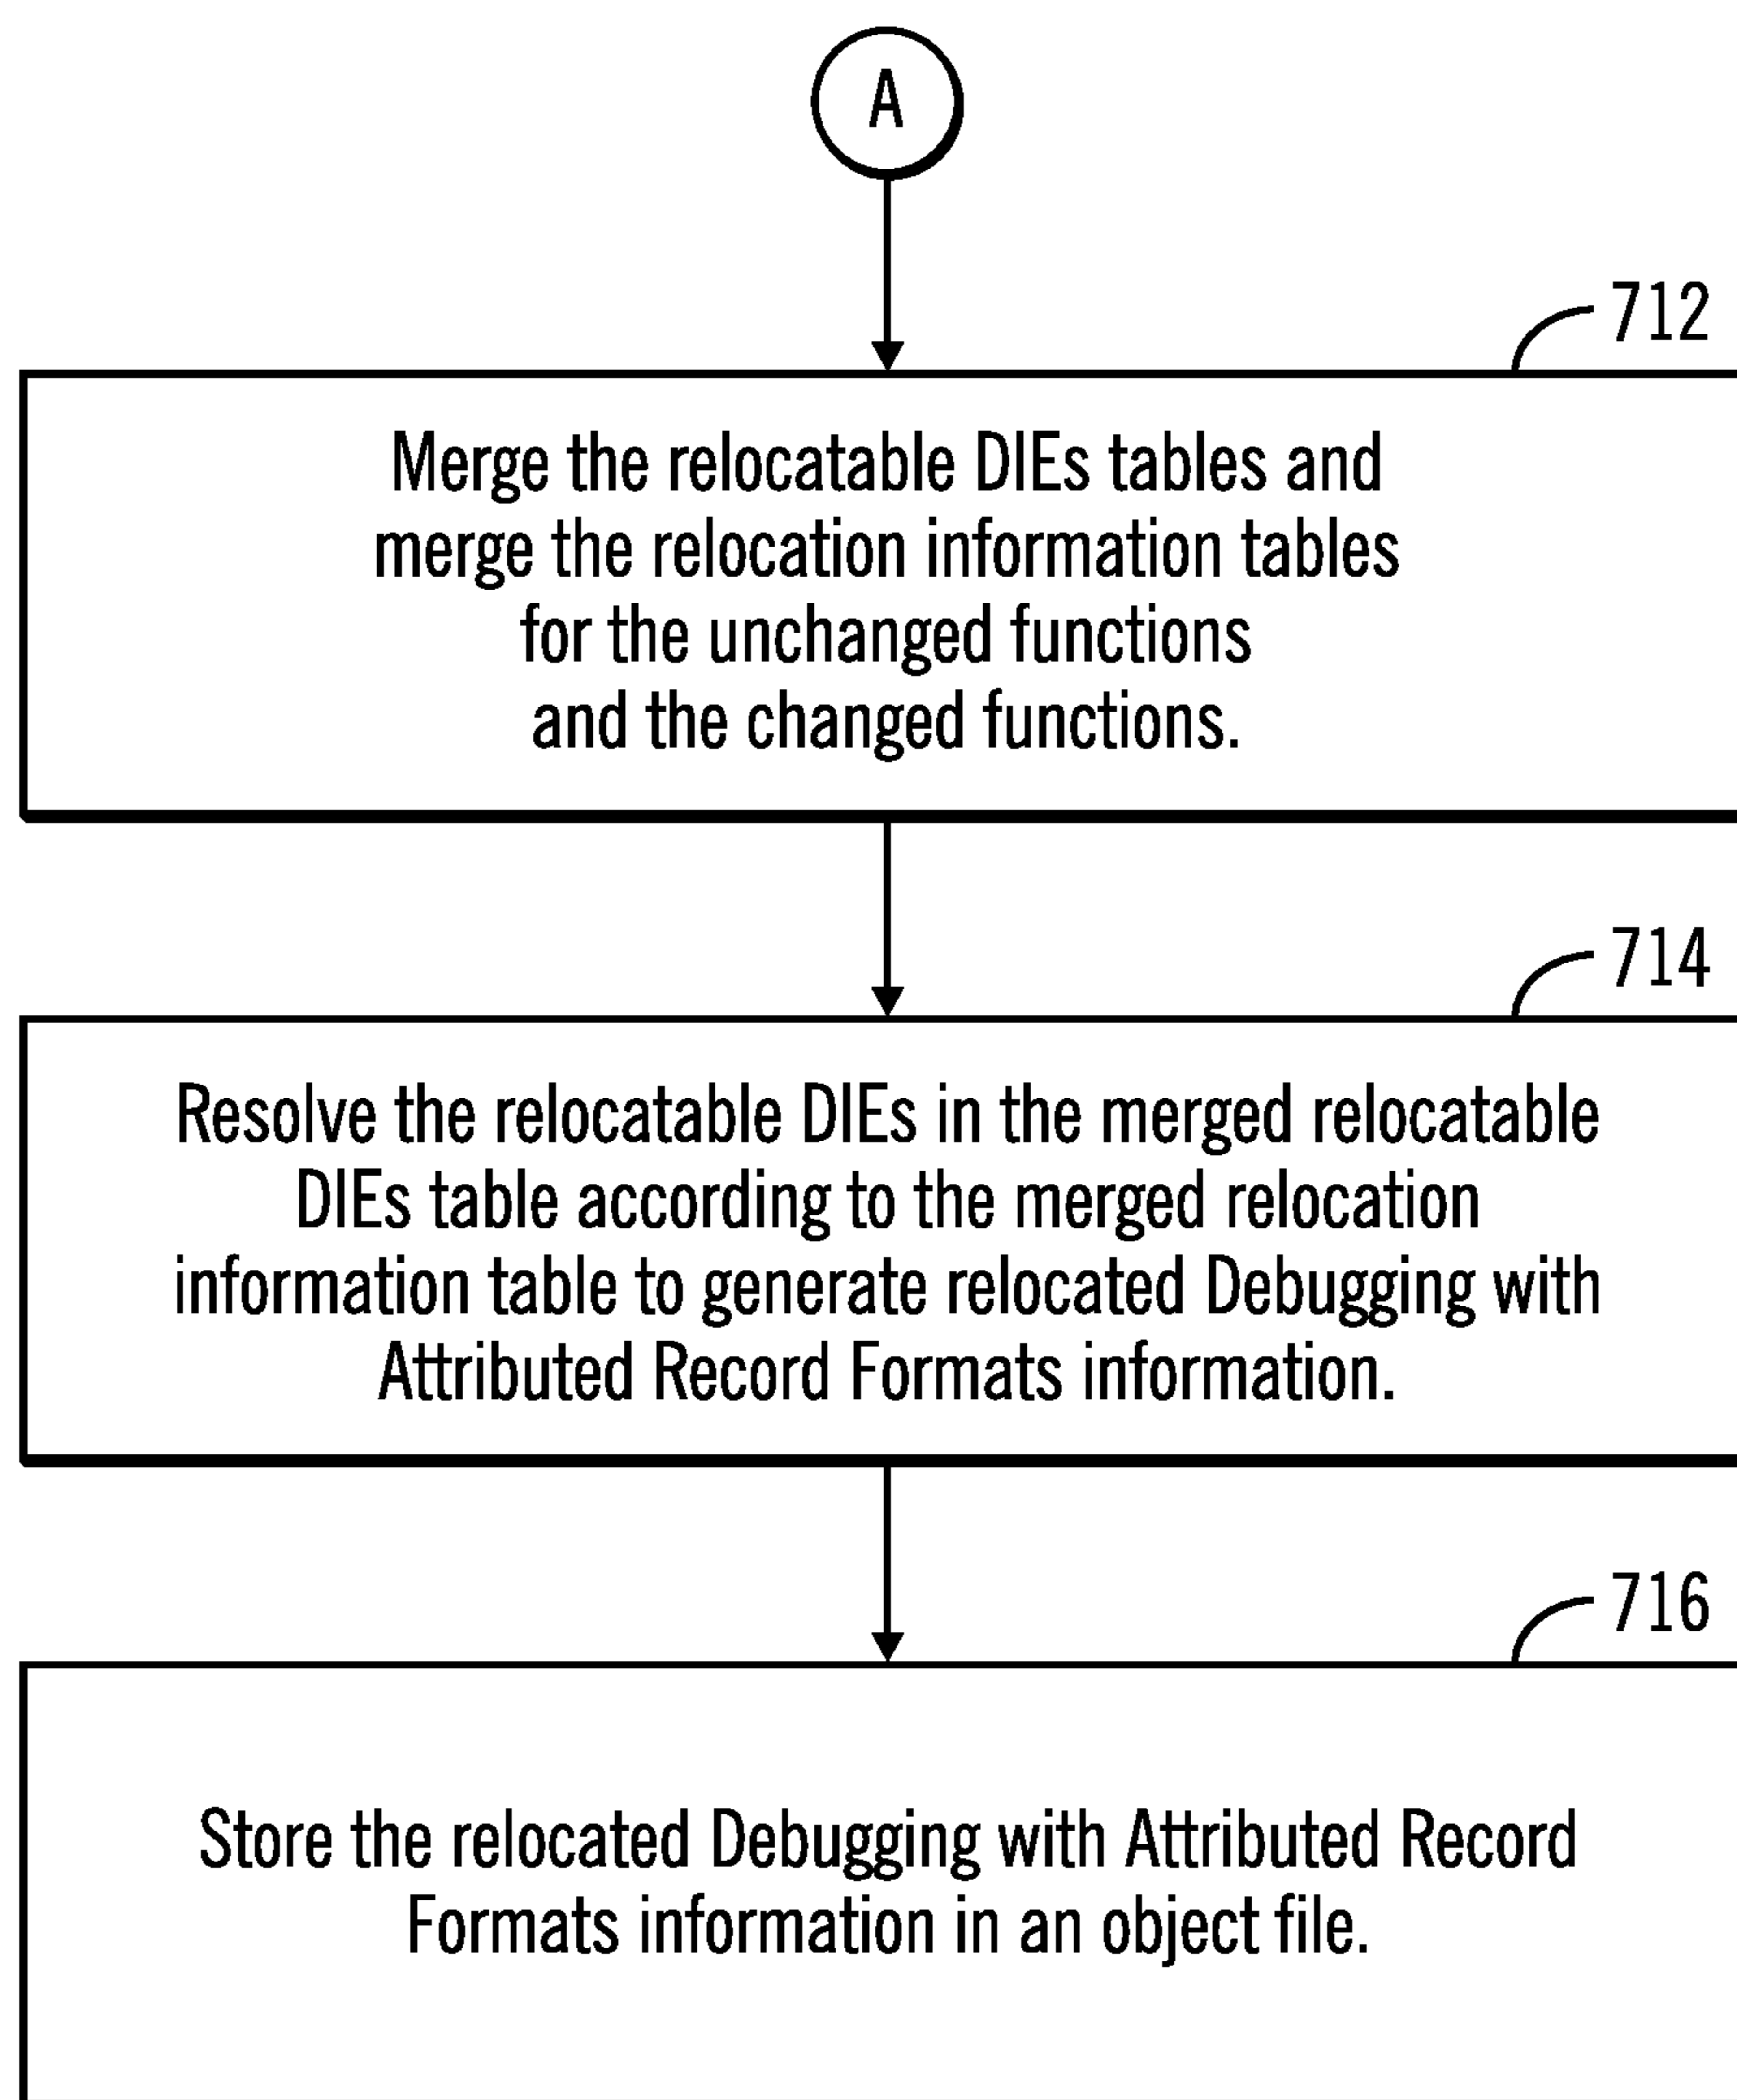 A
712
Merge the relocatable DIEs tables and
merge the relocation information tables
for the unchanged functions
and the changed functions.
714
Resolve the relocatable DIEs in the merged relocatable
DIEs table according to the merged relocation
information table to generate relocated Debugging with
Attributed Record Formats information.
716
Store the relocated Debugging with Attributed Record
Formats information in an object file.